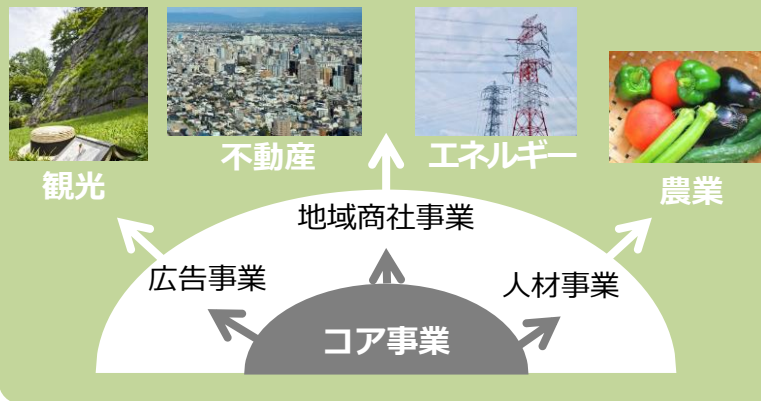 不動産
エネルギー
観光
農業
地域商社事業
広告事業
人材事業
コア事業